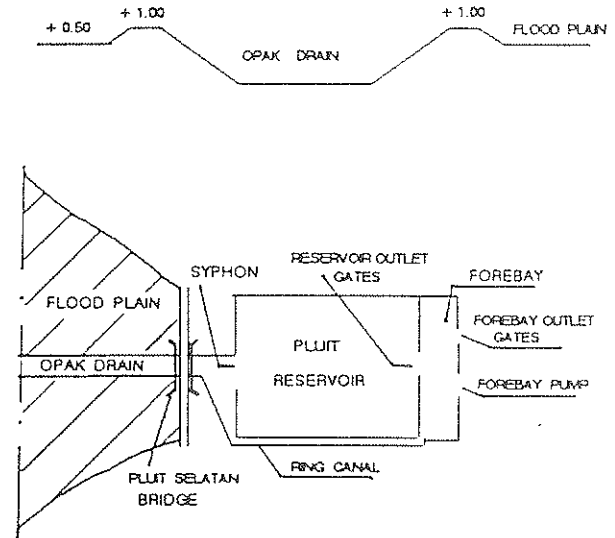 + 0.50
+ 1.00
OPAK DRAIN
+ 1.00
FLOOD PLAIN
SYPHON
RESERVOIR OUTLET
GATES
FOREBAY
FLOOD PLAIN
FOREBAY OUTLET
GATES
OPAK DRAIN
PLUIT
RESERVOIR
FOREBAY PUMP
PLUIT SELATAN
BRIDGE
RING CANAL